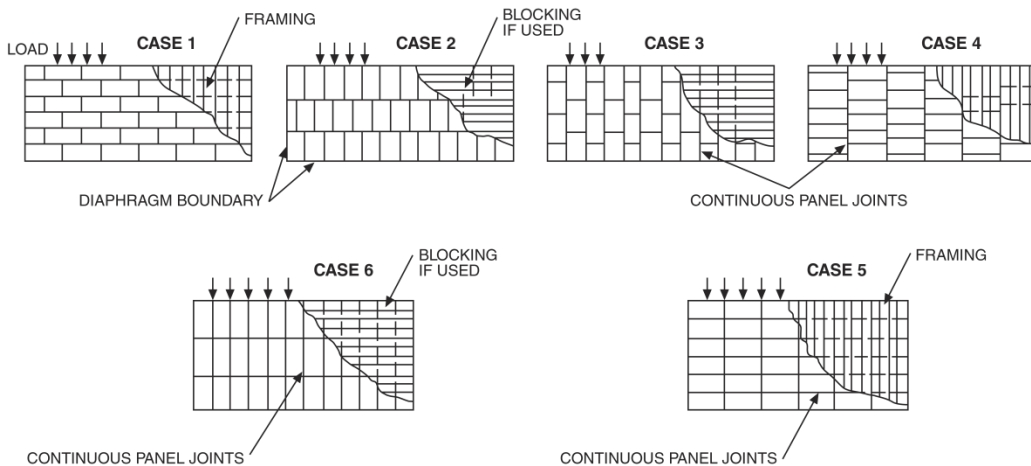 FRAMING
BLOCKING
IF USED
LOAD
CASE 1
CASE 2
CASE 3
CASE 4
DIAPHRAGM BOUNDARY
CONTINUOUS PANEL JOINTS
CASE 6
BLOCKING
IF USED
CASE 5
FRAMING
CONTINUOUS PANEL JOINTS
CONTINUOUS PANEL JOINTS